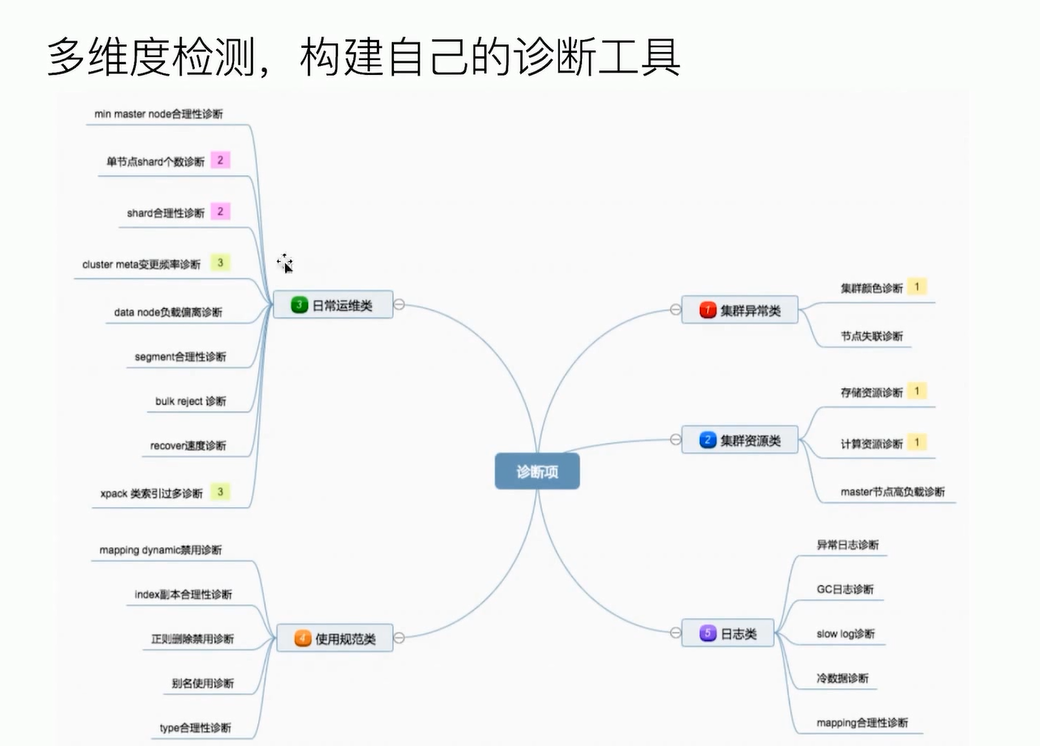 多维度检测，构建自己的诊断工具
诊断项
1 集群异常类
集群颜色诊断 1
节点失联诊断
2 集群资源类
存储资源诊断 1
计算资源诊断 1
master节点高负载诊断
3 日常运维类
min master node合理性诊断
单节点shard个数诊断 2
shard合理性诊断 2
cluster meta变更频率诊断 3
data node负载偏离诊断
segment合理性诊断
bulk reject 诊断
recover速度诊断
xpack 类索引过多诊断 3
4 使用规范类
mapping dynamic禁用诊断
index副本合理性诊断
正则删除禁用诊断
别名使用诊断
type合理性诊断
5 日志类
异常日志诊断
GC日志诊断
slow log诊断
冷数据诊断
mapping合理性诊断